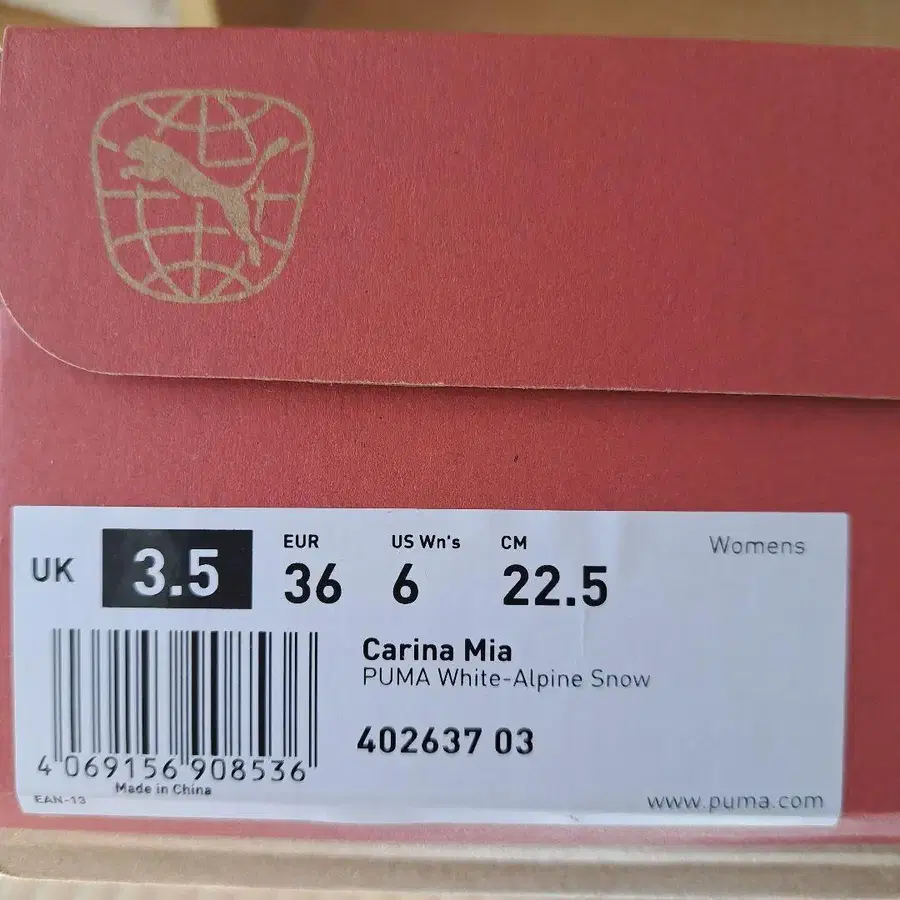 UK 3.5
EUR 36
US Wn's 6
CM 22.5
Womens
Carina Mia
PUMA White-Alpine Snow
402637 03
4 069156 908536
Made in China
EAN-13
www.puma.com